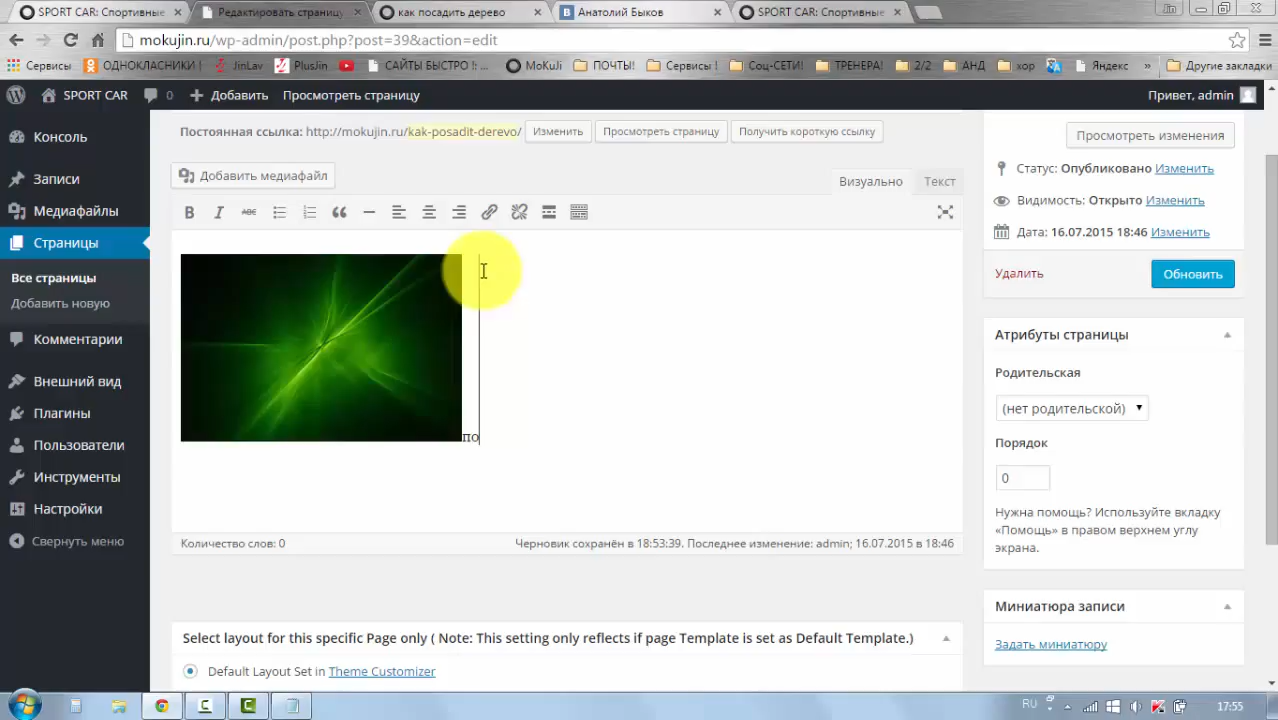 SPORT CAR: Спортивные
Редактировать страницу
как посадить дерево
Анатолий Быков
SPORT CAR: Спортивные
mokujin.ru/wp-admin/post.php?post=39&action=edit
Сервисы
ОДНОКЛАСНИКИ !
JinLav
PlusJin
САЙТЫ БЫСТРО !: ...
MoKuJi
ПОЧТЫ!
Сервисы !
Соц-СЕТИ!
ТРЕНЕРА!
2/2
АНД
хор
Яндекс
»
Другие закладки
SPORT CAR
0
Добавить
Просмотреть страницу
Привет, admin
Консоль
Записи
Медиафайлы
Страницы
Все страницы
Добавить новую
Комментарии
Внешний вид
Плагины
Пользователи
Инструменты
Настройки
Свернуть меню
Постоянная ссылка: http://mokujin.ru/kak-posadit-derevo/
Изменить
Просмотреть страницу
Получить короткую ссылку
Добавить медиафайл
Визуально
Текст
B I ABC
по
Количество слов: 0
Черновик сохранён в 18:53:39. Последнее изменение: admin; 16.07.2015 в 18:46
Select layout for this specific Page only ( Note: This setting only reflects if page Template is set as Default Template.)
Default Layout Set in Theme Customizer
Просмотреть изменения
Статус: Опубликовано Изменить
Видимость: Открыто Изменить
Дата: 16.07.2015 18:46 Изменить
Удалить
Обновить
Атрибуты страницы
Родительская
(нет родительской)
Порядок
0
Нужна помощь? Используйте вкладку
«Помощь» в правом верхнем углу
экрана.
Миниатюра записи
Задать миниатюру
RU
17:55